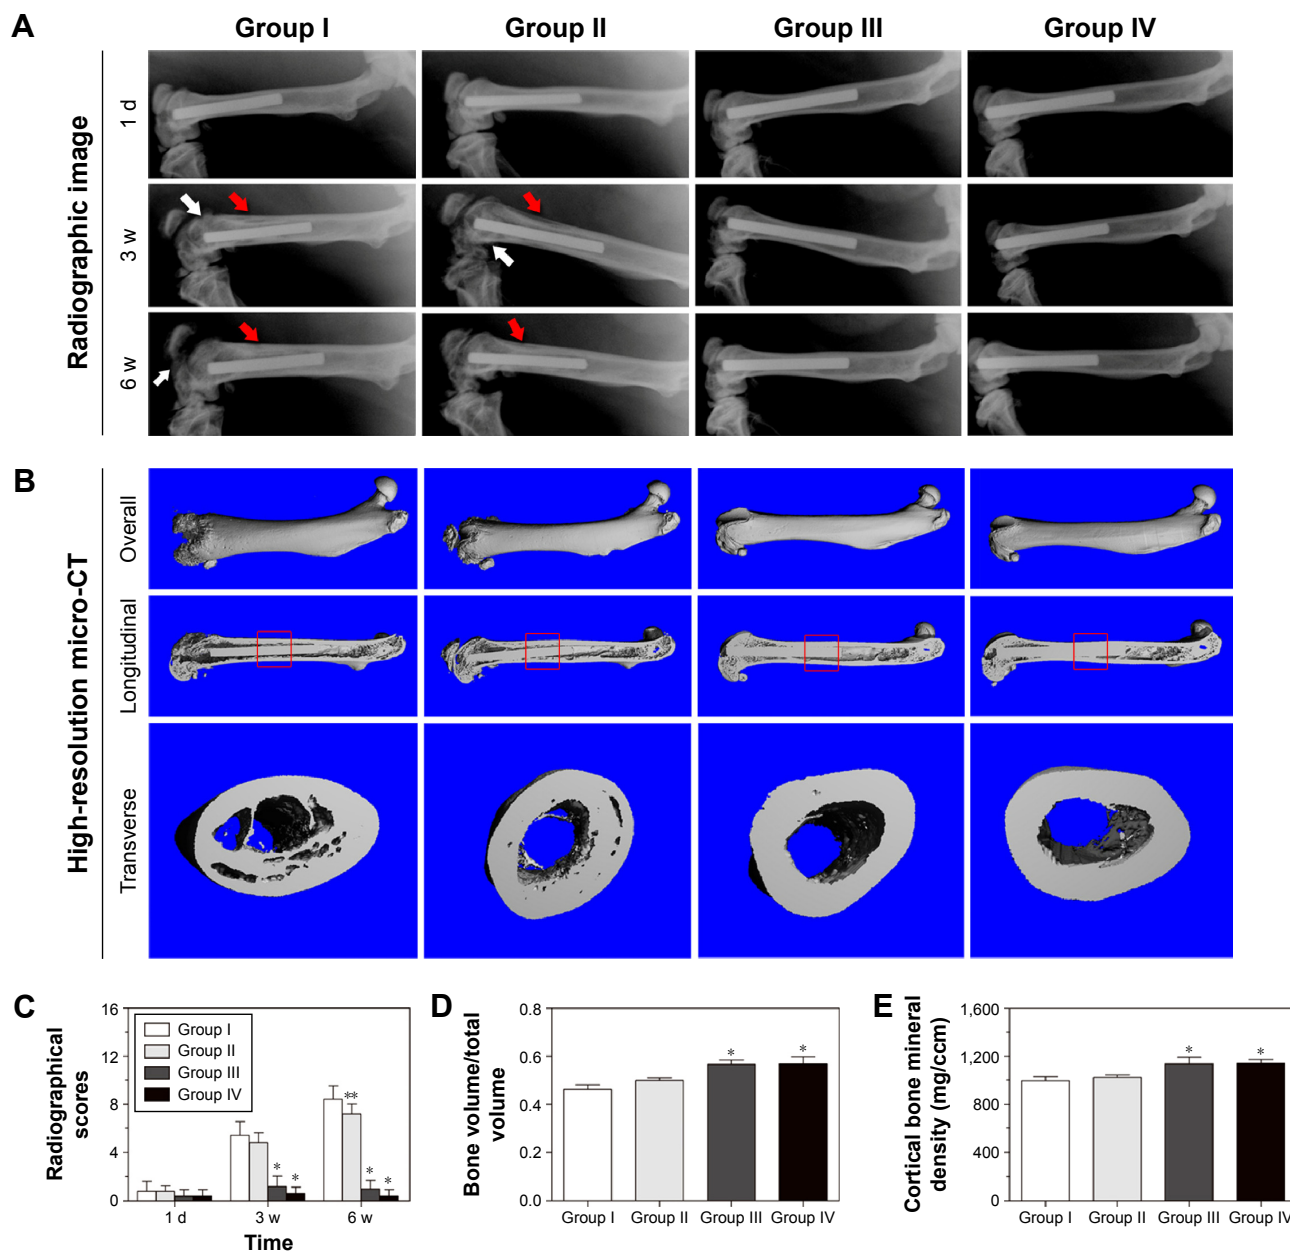 A
Group I
Group II
Group III
Group IV
Radiographic image
1 d
3 w
6 w
B
High-resolution micro-CT
Overall
Longitudinal
Transverse
C
Radiographical
scores
16
12
8
4
0
Group I
Group II
Group III
Group IV
**
*
*
*
*
1 d
3 w
6 w
Time
D
Bone volume/total
volume
0.8
0.6
0.4
0.2
0.0
*
*
Group I
Group II
Group III
Group IV
E
Cortical bone mineral
density (mg/ccm)
1,600
1,200
800
400
0
*
*
Group I
Group II
Group III
Group IV